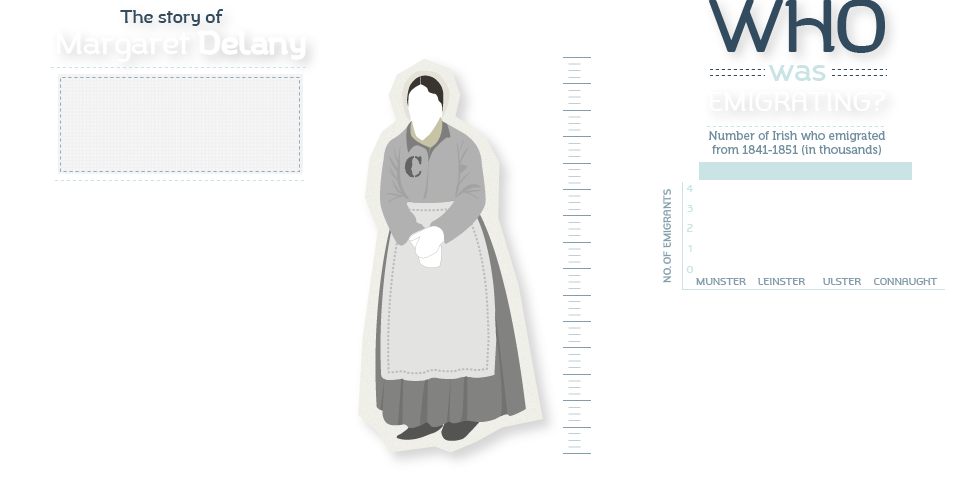 The story of
Margaret Delany
C
WHO
was
EMIGRATING?
Number of Irish who emigrated
from 1841-1851 (in thousands)
NO. OF EMIGRANTS
4
3
2
1
0
MUNSTER LEINSTER ULSTER CONNAUGHT